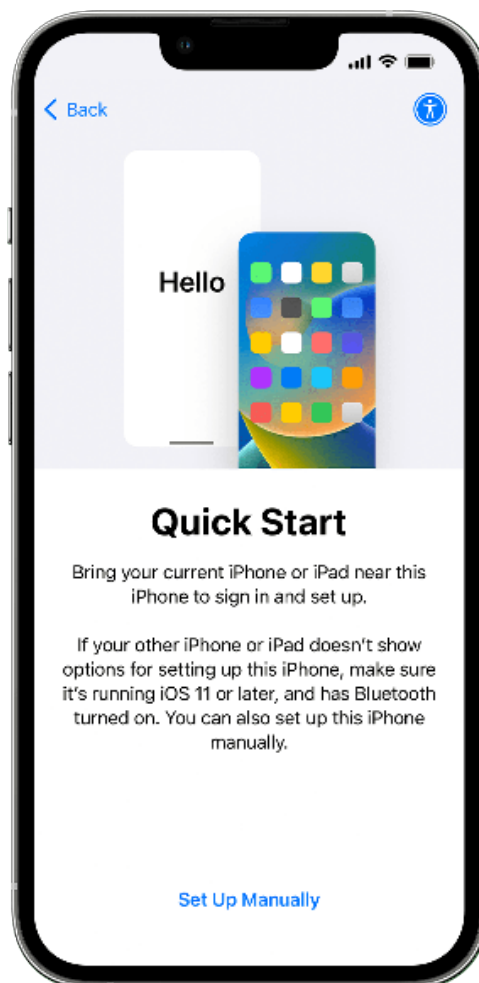 Back
Hello
Quick Start
Bring your current iPhone or iPad near this
iPhone to sign in and set up.
If your other iPhone or iPad doesn't show
options for setting up this iPhone, make sure
it's running iOS 11 or later, and has Bluetooth
turned on. You can also set up this iPhone
manually.
Set Up Manually